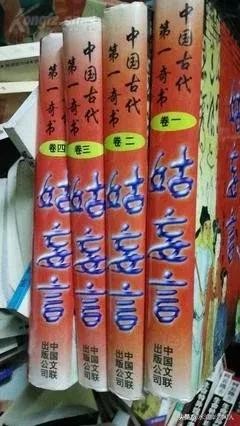 Kongfz.com
中国古代
第一奇书
卷四
姑妄言
中国文联
出版公司
中国古代
第一奇书
卷三
姑妄言
中国文联
出版公司
中国古代
第一奇书
卷二
姑妄言
中国文联
出版公司
中国古代
第一奇书
卷一
姑妄言
中国文联
出版公司